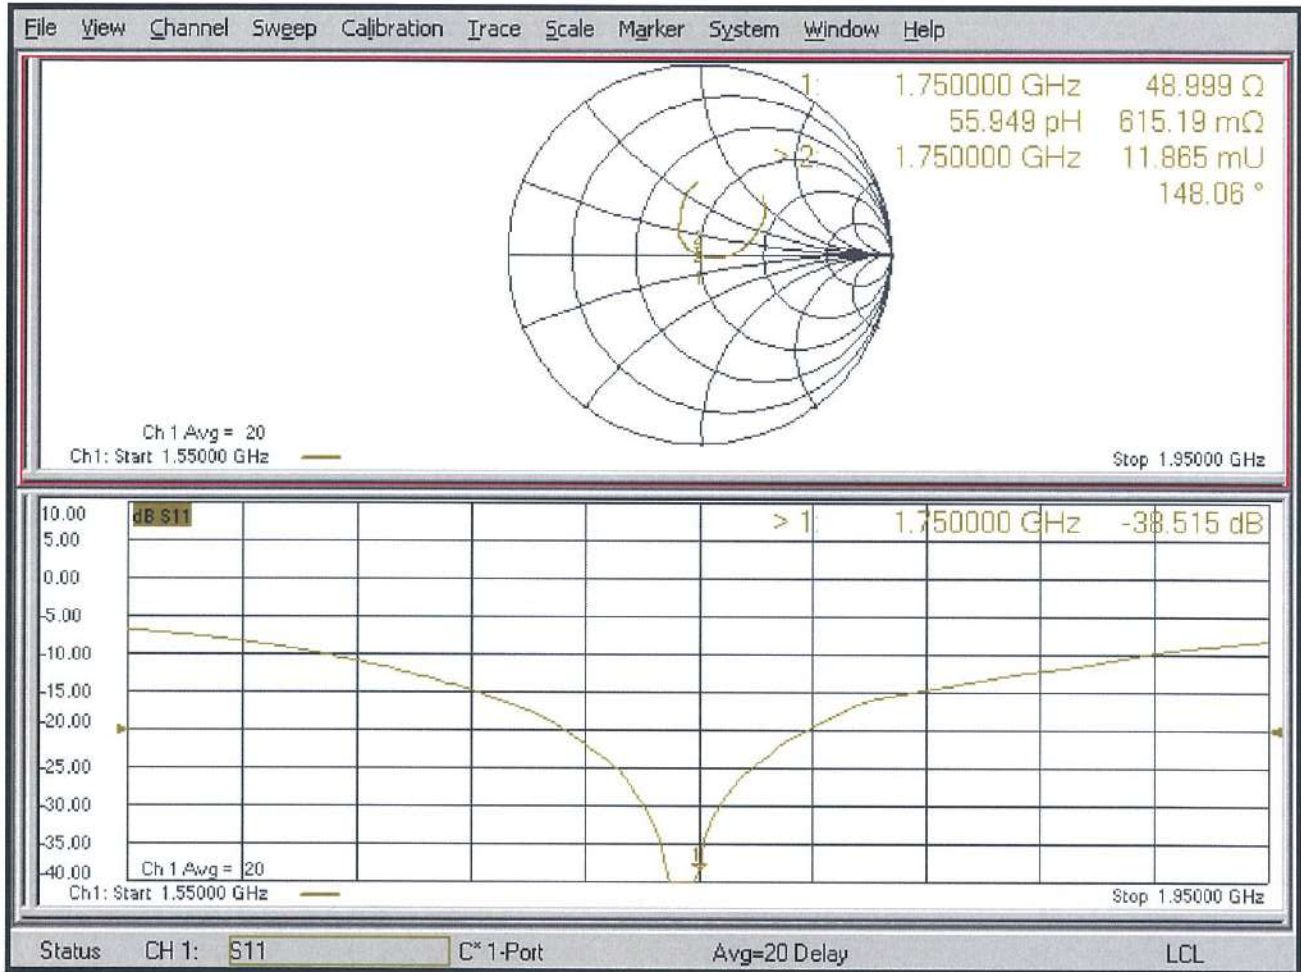 File View Channel Sweep Calibration Trace Scale Marker System Window Help
1: 1.750000 GHz 48.999 Ω
55.949 pH 615.19 mΩ
> 2: 1.750000 GHz 11.865 mU
148.06 °
Ch 1 Avg = 20
Ch1: Start 1.55000 GHz Stop 1.95000 GHz
10.00 dB S11 > 1: 1.750000 GHz -38.515 dB
5.00
0.00
-5.00
-10.00
-15.00
-20.00
-25.00
-30.00
-35.00
1
-40.00 Ch 1 Avg = 20
Ch1: Start 1.55000 GHz Stop 1.95000 GHz
Status CH 1: S11 C* 1-Port Avg=20 Delay LCL